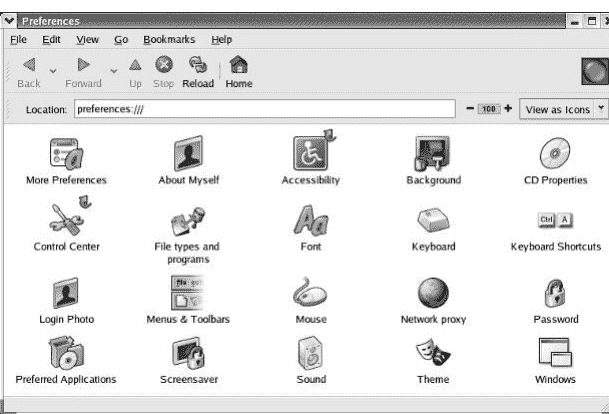 Preferences
File Edit View Go Bookmarks Help
Back Forward Up Stop Reload Home
Location: preferences:/// 100 View as Icons
More Preferences About Myself Accessibility Background CD Properties
Control Center File types and programs Font Keyboard Ctrl A Keyboard Shortcuts
Login Photo Menus & Toolbars Mouse Network proxy Password
Preferred Applications Screensaver Sound Theme Windows